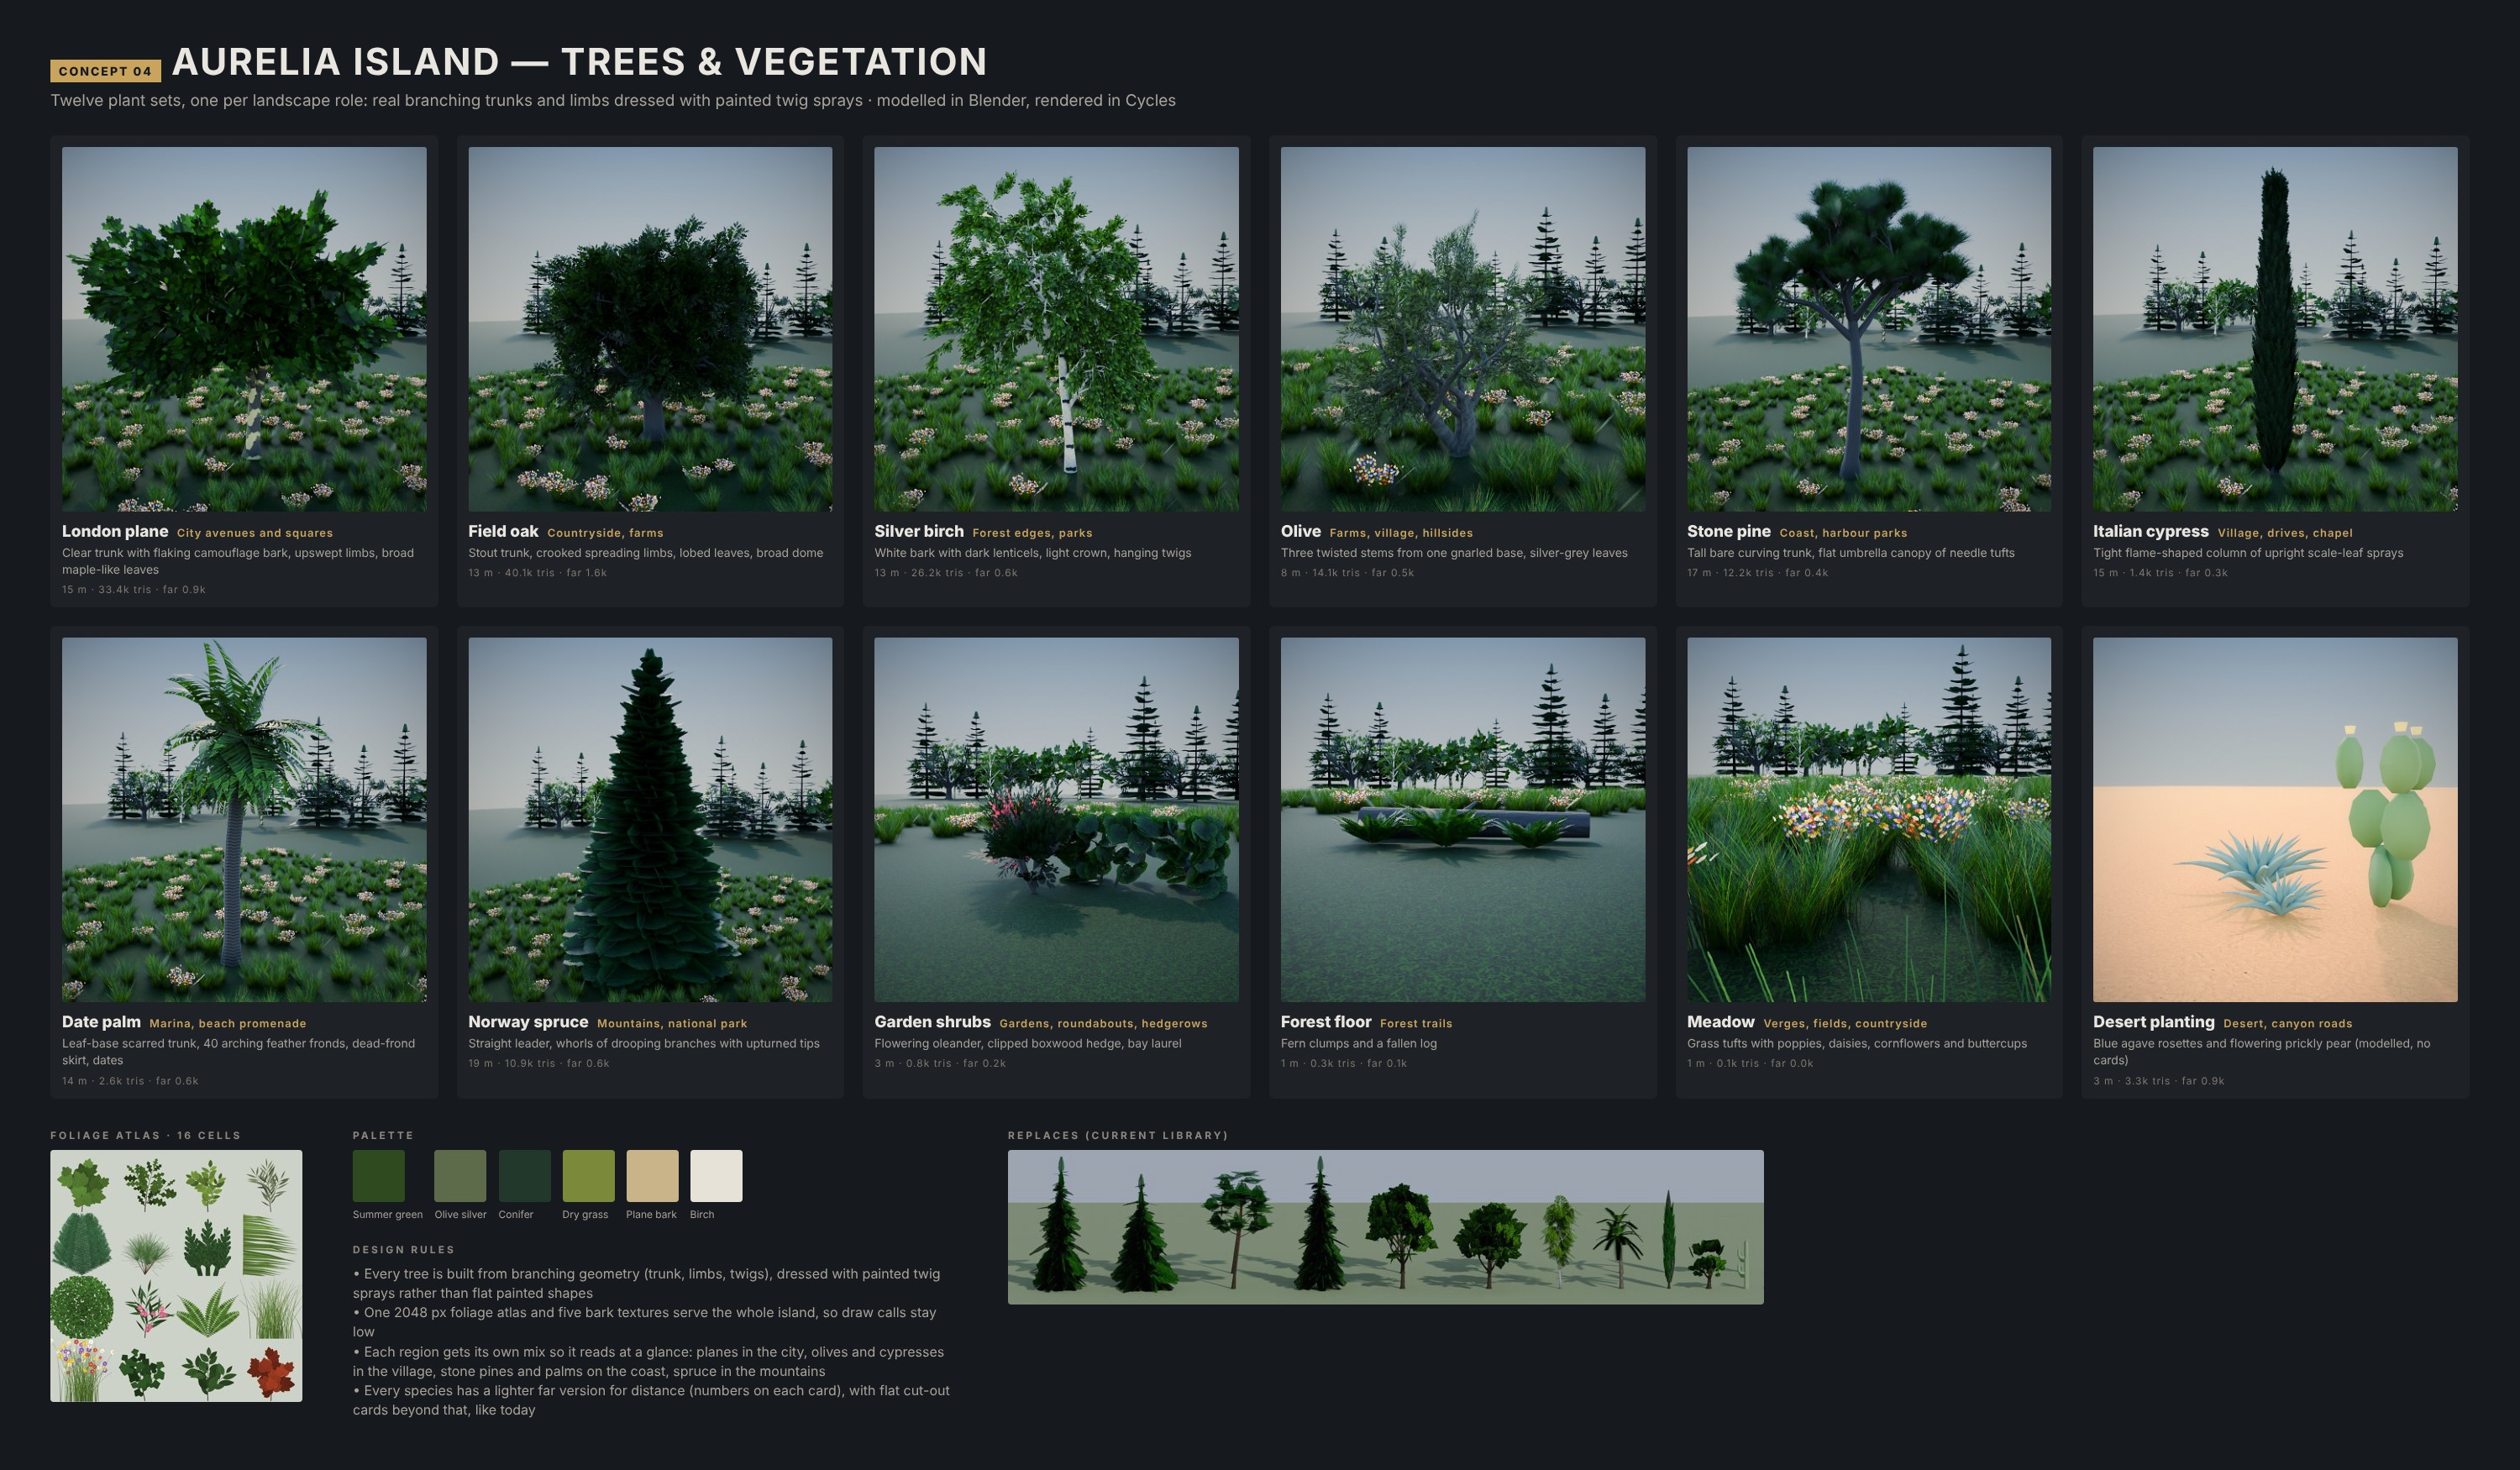 CONCEPT 04 AURELIA ISLAND — TREES & VEGETATION
Twelve plant sets, one per landscape role: real branching trunks and limbs dressed with painted twig sprays · modelled in Blender, rendered in Cycles
London plane City avenues and squares
Clear trunk with flaking camouflage bark, upswept limbs, broad
maple-like leaves
15 m · 33.4k tris · far 0.9k
Field oak Countryside, farms
Stout trunk, crooked spreading limbs, lobed leaves, broad dome
13 m · 40.1k tris · far 1.6k
Silver birch Forest edges, parks
White bark with dark lenticels, light crown, hanging twigs
13 m · 26.2k tris · far 0.6k
Olive Farms, village, hillsides
Three twisted stems from one gnarled base, silver-grey leaves
8 m · 14.1k tris · far 0.5k
Stone pine Coast, harbour parks
Tall bare curving trunk, flat umbrella canopy of needle tufts
17 m · 12.2k tris · far 0.4k
Italian cypress Village, drives, chapel
Tight flame-shaped column of upright scale-leaf sprays
15 m · 1.4k tris · far 0.3k
Date palm Marina, beach promenade
Leaf-base scarred trunk, 40 arching feather fronds, dead-frond
skirt, dates
14 m · 2.6k tris · far 0.6k
Norway spruce Mountains, national park
Straight leader, whorls of drooping branches with upturned tips
19 m · 10.9k tris · far 0.6k
Garden shrubs Gardens, roundabouts, hedgerows
Flowering oleander, clipped boxwood hedge, bay laurel
3 m · 0.8k tris · far 0.2k
Forest floor Forest trails
Fern clumps and a fallen log
1 m · 0.3k tris · far 0.1k
Meadow Verges, fields, countryside
Grass tufts with poppies, daisies, cornflowers and buttercups
1 m · 0.1k tris · far 0.0k
Desert planting Desert, canyon roads
Blue agave rosettes and flowering prickly pear (modelled, no
cards)
3 m · 3.3k tris · far 0.9k
FOLIAGE ATLAS · 16 CELLS
PALETTE
Summer green Olive silver Conifer Dry grass Plane bark Birch
DESIGN RULES
• Every tree is built from branching geometry (trunk, limbs, twigs), dressed with painted twig
sprays rather than flat painted shapes
• One 2048 px foliage atlas and five bark textures serve the whole island, so draw calls stay
low
• Each region gets its own mix so it reads at a glance: planes in the city, olives and cypresses
in the village, stone pines and palms on the coast, spruce in the mountains
• Every species has a lighter far version for distance (numbers on each card), with flat cut-out
cards beyond that, like today
REPLACES (CURRENT LIBRARY)